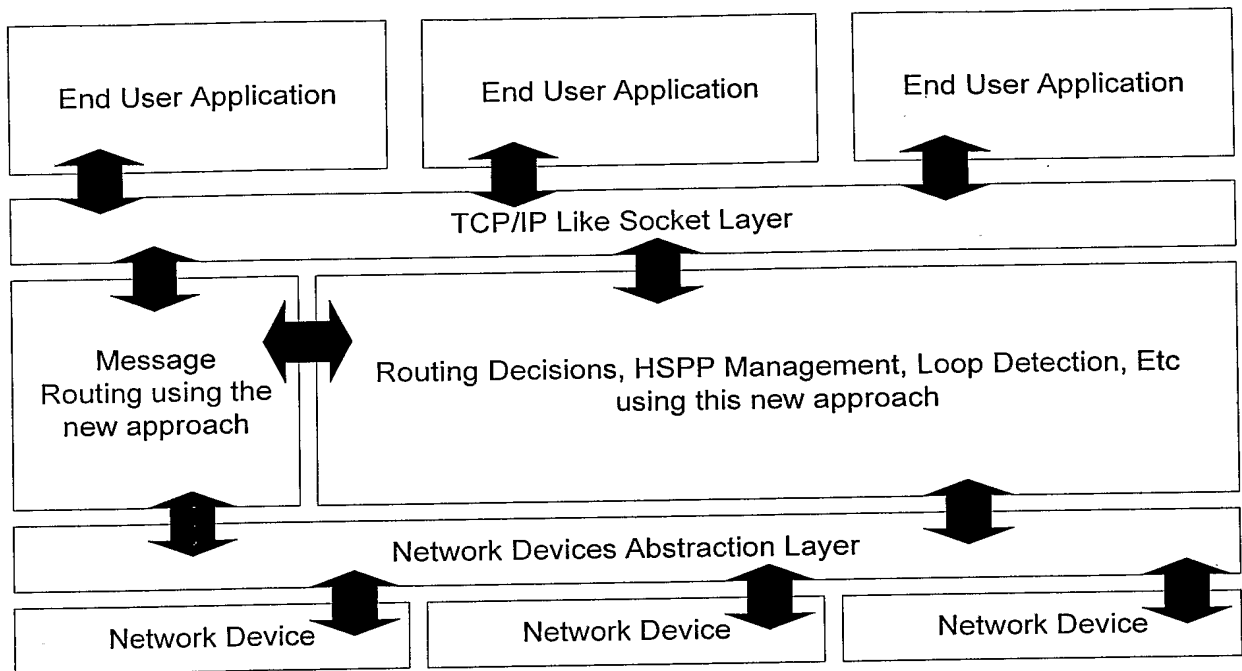 End User Application
End User Application
End User Application
TCP/IP Like Socket Layer
Message
Routing using the
new approach
Routing Decisions, HSPP Management, Loop Detection, Etc
using this new approach
Network Devices Abstraction Layer
Network Device
Network Device
Network Device